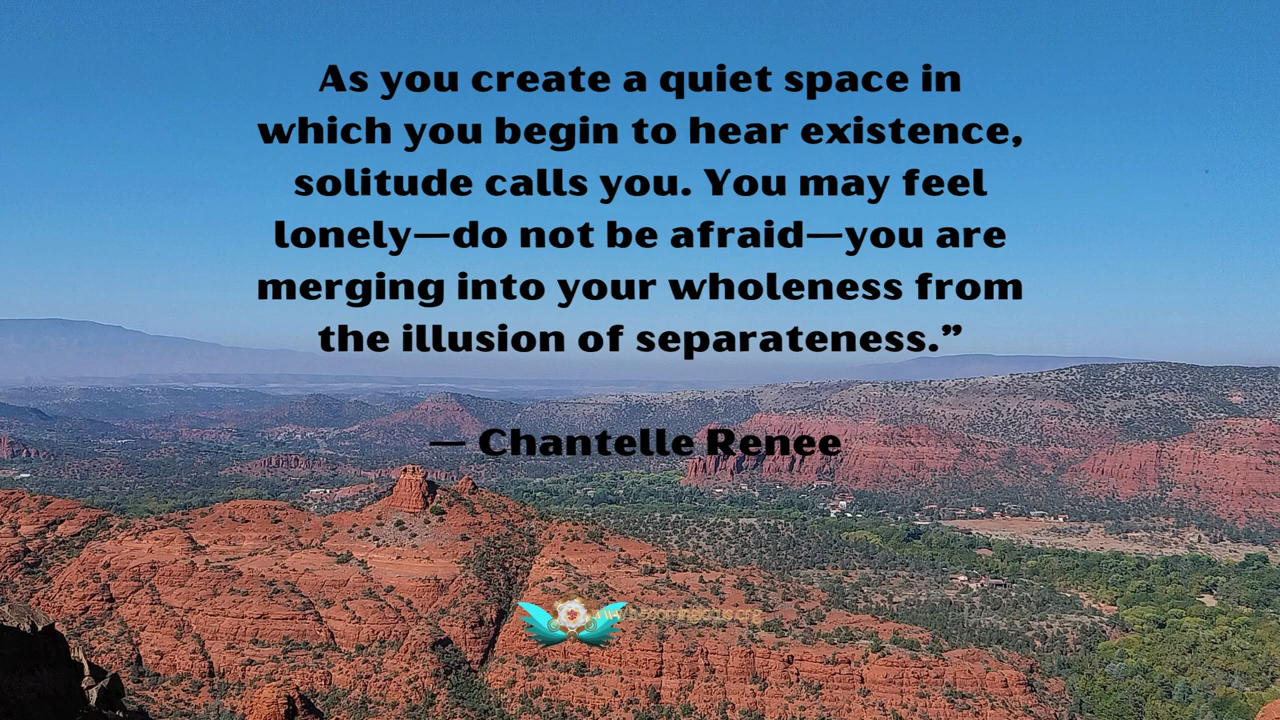 As you create a quiet space in
which you begin to hear existence,
solitude calls you. You may feel
lonely—do not be afraid—you are
merging into your wholeness from
the illusion of separateness.”
— Chantelle Renee